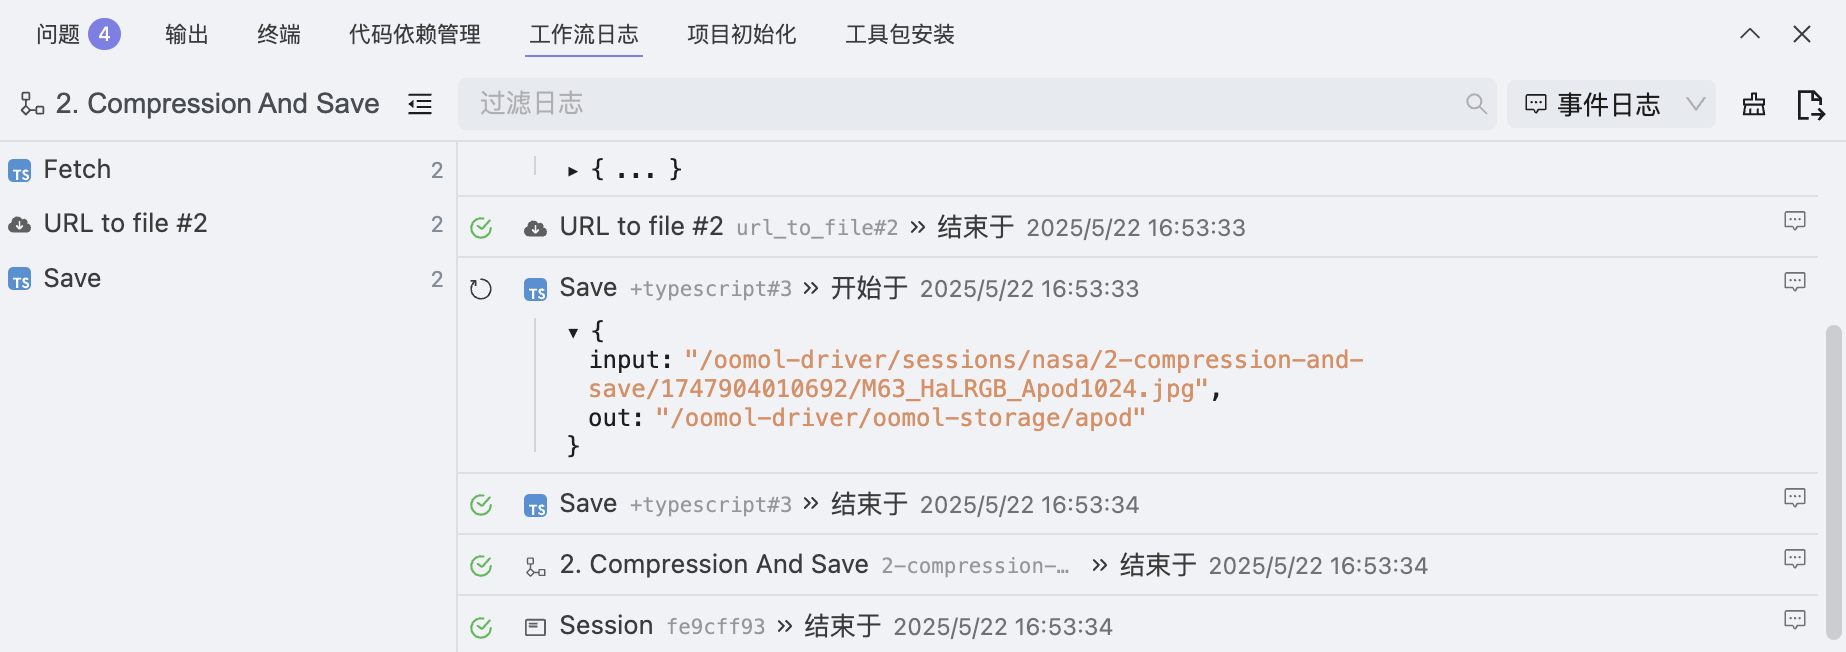 问题 4 输出 终端 代码依赖管理 工作流日志 项目初始化 工具包安装
2. Compression And Save 过滤日志 事件日志
TS Fetch 2
URL to file #2 2
TS Save 2
▸ { ... }
URL to file #2 url_to_file#2 » 结束于 2025/5/22 16:53:33
TS Save +typescript#3 » 开始于 2025/5/22 16:53:33
▾ {
input: "/oomol-driver/sessions/nasa/2-compression-and-
save/1747904010692/M63_HaLRGB_Apod1024.jpg",
out: "/oomol-driver/oomol-storage/apod"
}
TS Save +typescript#3 » 结束于 2025/5/22 16:53:34
2. Compression And Save 2-compression-… » 结束于 2025/5/22 16:53:34
Session fe9cff93 » 结束于 2025/5/22 16:53:34